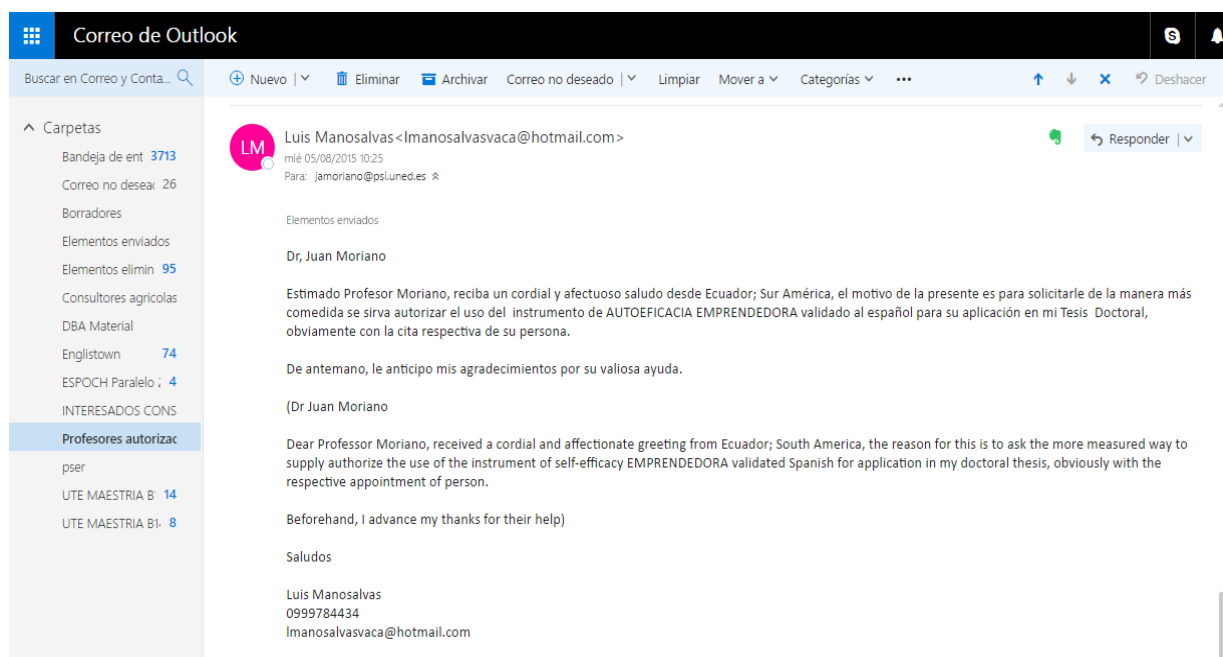 Correo de Outlook
Buscar en Correo y Conta...
Nuevo | Eliminar Archivar Correo no deseado | Limpiar Mover a Categorías ••• Deshacer
Carpetas
Bandeja de ent 3713
Correo no desea 26
Borradores
Elementos enviados
Elementos elimin 95
Consultores agricolas
DBA Material
Englistown 74
ESPOCH Paralelo 2 4
INTERESADOS CONS
Profesores autorizac
pser
UTE MAESTRIA B 14
UTE MAESTRIA B1- 8
LM
Luis Manosalvas<lmanosalvasvaca@hotmail.com>
Responder |
mié 05/08/2015 10:25
Para: jamoriano@psi.uned.es
Elementos enviados
Dr, Juan Moriano
Estimado Profesor Moriano, reciba un cordial y afectuoso saludo desde Ecuador; Sur América, el motivo de la presente es para solicitarle de la manera más
comedida se sirva autorizar el uso del instrumento de AUTOEFICACIA EMPRENDEDORA validado al español para su aplicación en mi Tesis Doctoral,
obviamente con la cita respectiva de su persona.
De antemano, le anticipo mis agradecimientos por su valiosa ayuda.
(Dr Juan Moriano
Dear Professor Moriano, received a cordial and affectionate greeting from Ecuador; South America, the reason for this is to ask the more measured way to
supply authorize the use of the instrument of self-efficacy EMPRENDEDORA validated Spanish for application in my doctoral thesis, obviously with the
respective appointment of person.
Beforehand, I advance my thanks for their help)
Saludos
Luis Manosalvas
0999784434
lmanosalvasvaca@hotmail.com